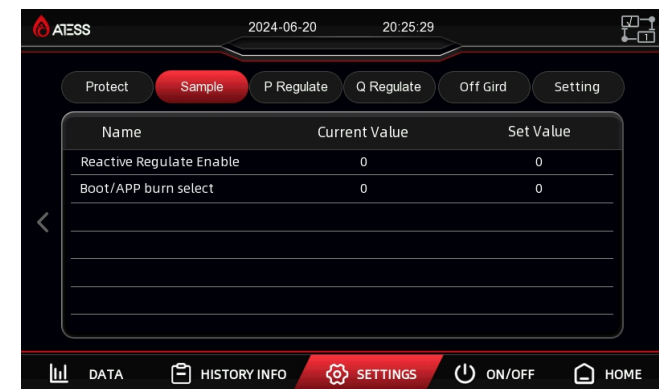 ATESS 2024-06-20 20:25:29
1
Protect Sample P Regulate Q Regulate Off Gird Setting
Name Current Value Set Value
Reactive Regulate Enable 0 0
Boot/APP burn select 0 0
DATA HISTORY INFO SETTINGS ON/OFF HOME